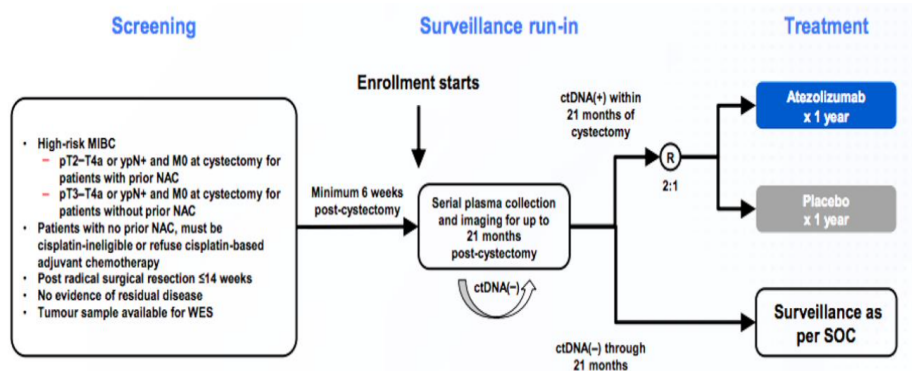 Screening
Surveillance run-in
Treatment
Enrollment starts
• High-risk MIBC
– pT2–T4a or ypN+ and M0 at cystectomy for
patients with prior NAC
– pT3–T4a or ypN+ and M0 at cystectomy for
patients without prior NAC
• Patients with no prior NAC, must be
cisplatin-ineligible or refuse cisplatin-based
adjuvant chemotherapy
• Post radical surgical resection ≤14 weeks
• No evidence of residual disease
• Tumour sample available for WES
Minimum 6 weeks
post-cystectomy
Serial plasma collection
and imaging for up to
21 months
post-cystectomy
ctDNA(–)
ctDNA(+) within
21 months of
cystectomy
R
2:1
Atezolizumab
x 1 year
Placebo
x 1 year
ctDNA(–) through
21 months
Surveillance as
per SOC